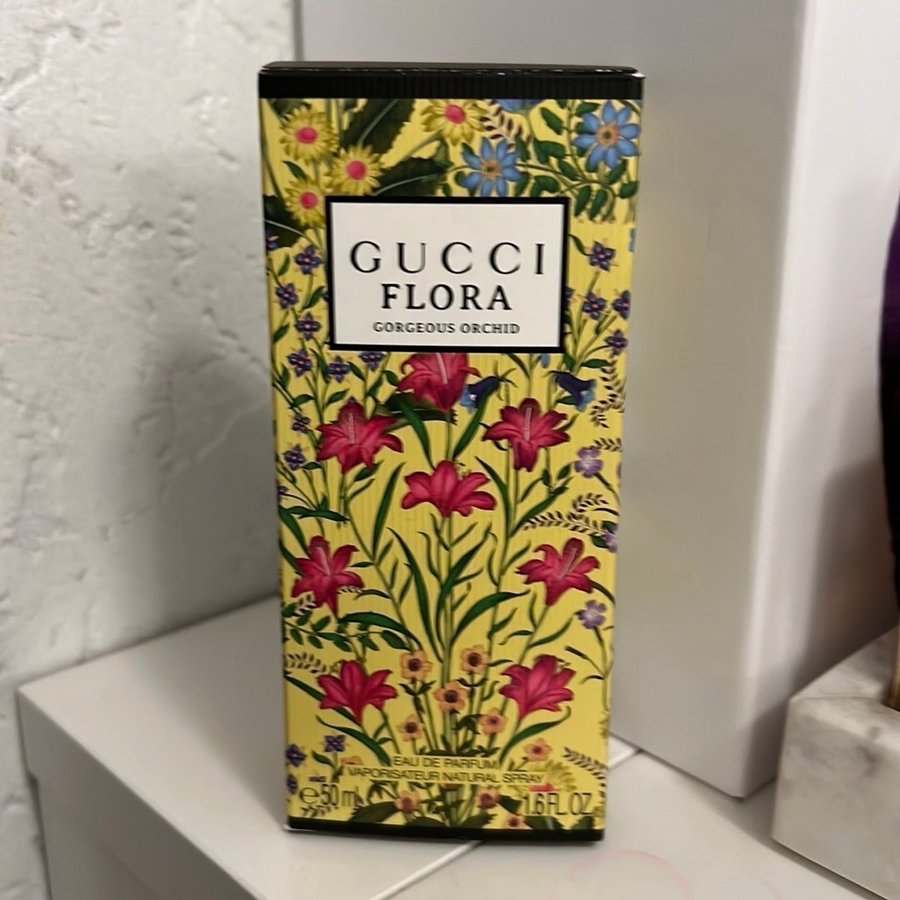 GUCCI
FLORA
GORGEOUS ORCHID
EAU DE PARFUM
VAPORISATEUR NATURAL SPRAY
℮50 ml 1.6 FL. OZ.